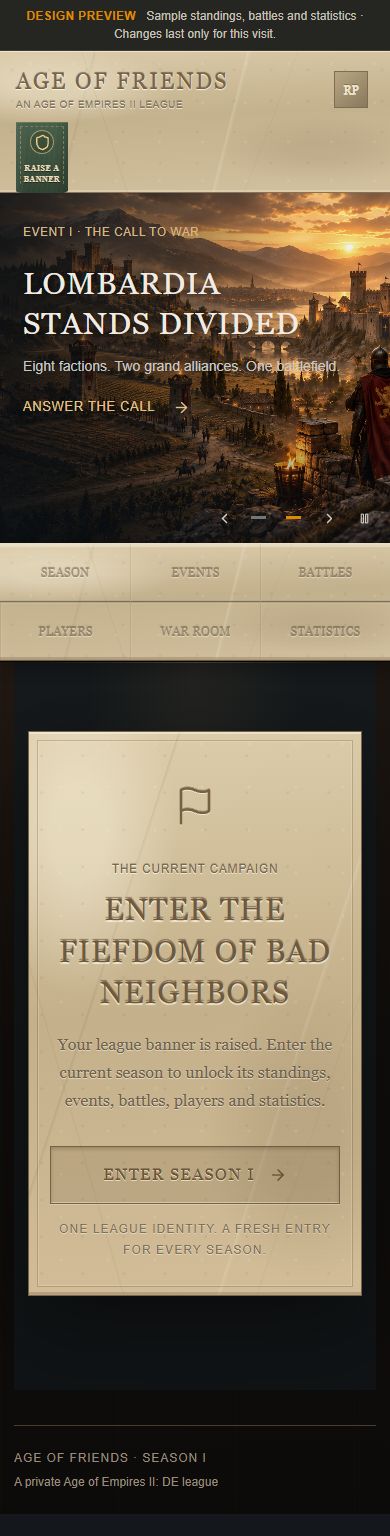 DESIGN PREVIEW Sample standings, battles and statistics ·
Changes last only for this visit.
AGE OF FRIENDS
AN AGE OF EMPIRES II LEAGUE
RP
RAISE A
BANNER
EVENT I · THE CALL TO WAR
LOMBARDIA
STANDS DIVIDED
Eight factions. Two grand alliances. One battlefield.
ANSWER THE CALL
SEASON
EVENTS
BATTLES
PLAYERS
WAR ROOM
STATISTICS
THE CURRENT CAMPAIGN
ENTER THE
FIEFDOM OF BAD
NEIGHBORS
Your league banner is raised. Enter the
current season to unlock its standings,
events, battles, players and statistics.
ENTER SEASON I
ONE LEAGUE IDENTITY. A FRESH ENTRY
FOR EVERY SEASON.
AGE OF FRIENDS · SEASON I
A private Age of Empires II: DE league